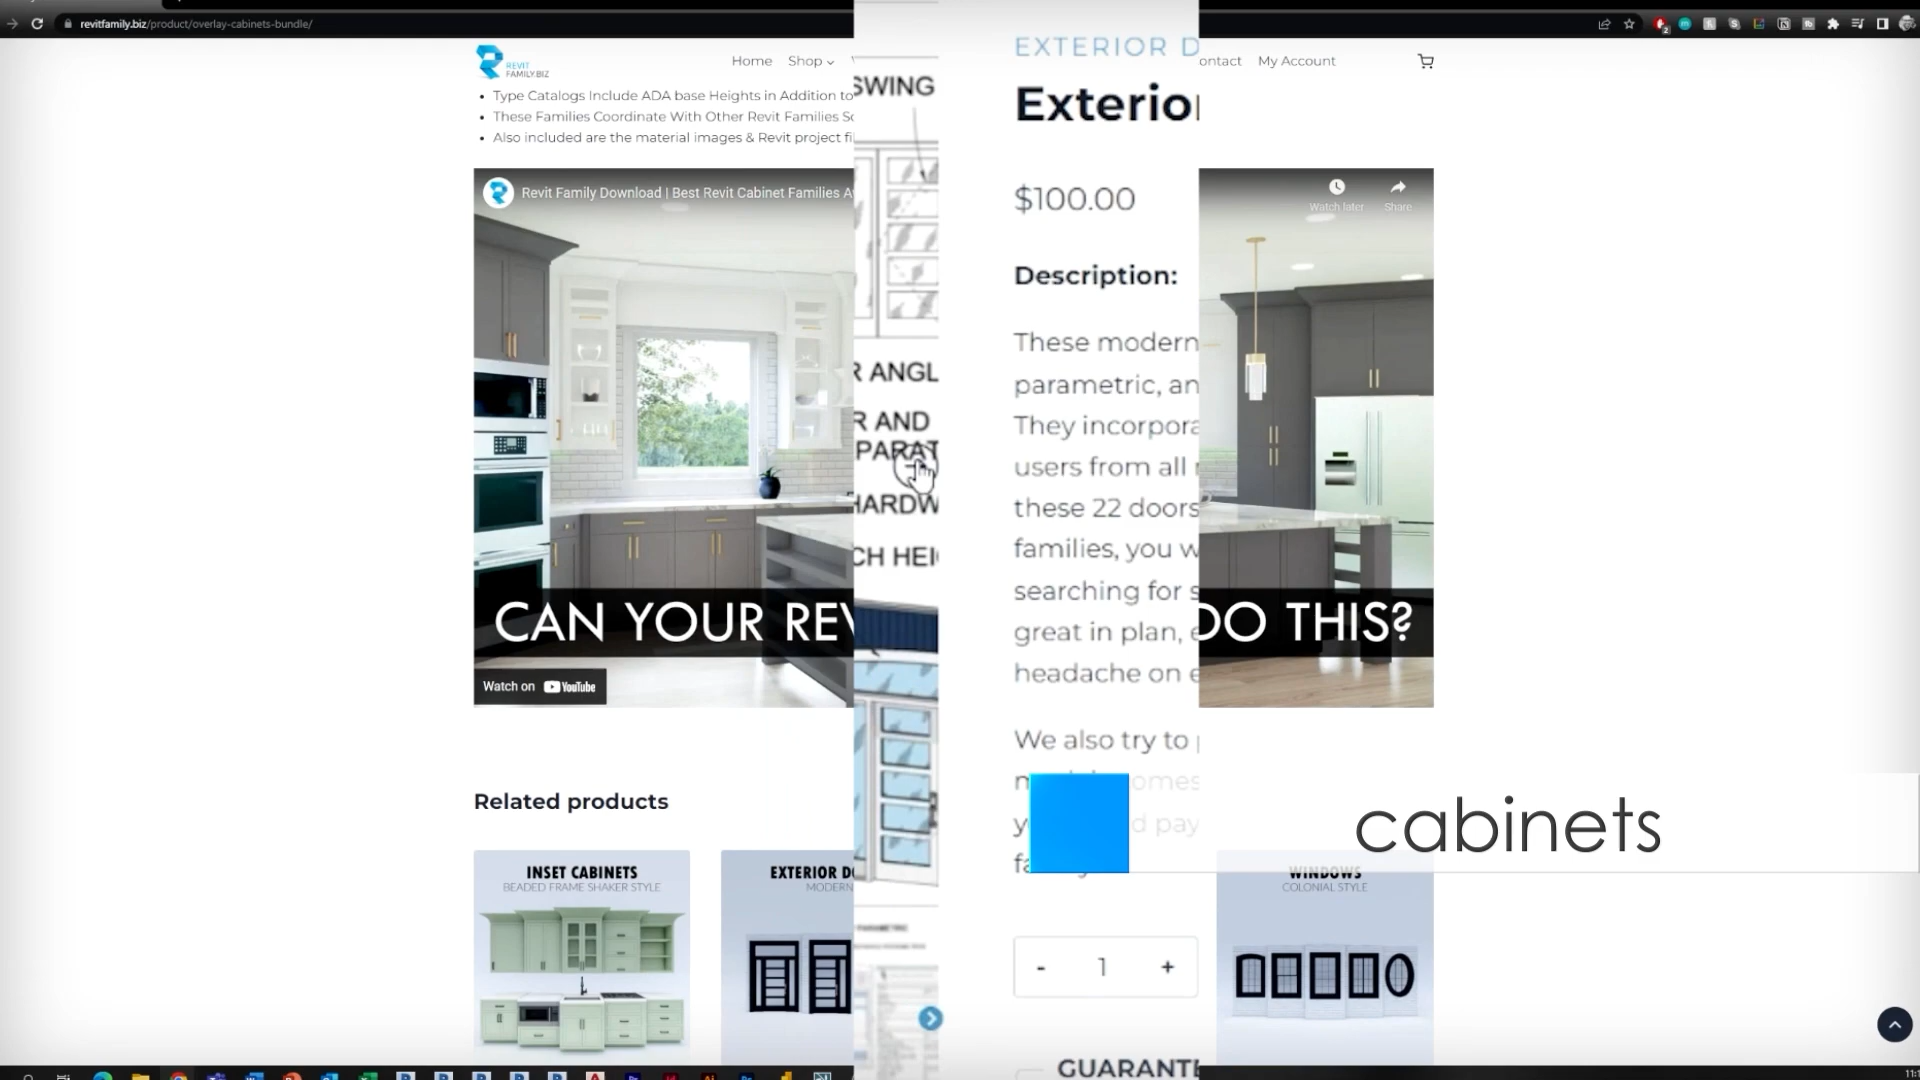 revitfamily.biz/product/overlay-cabinets-bundle/
REVIT
FAMILY.BIZ
Home
Shop
ontact
My Account
Type Catalogs Include ADA base Heights in Addition to
These Families Coordinate With Other Revit Families
Also included are the material images & Revit project
Revit Family Download | Best Revit Cabinet Families
Watch later
Share
CAN YOUR REV
DO THIS?
Watch on YouTube
Related products
INSET CABINETS
BEADED FRAME SHAKER STYLE
EXTERIOR D
MODERN
SWING
R ANGL
R AND
PARAT
HARDW
CH HEI
EXTERIOR D
Exterior
$100.00
Description:
These modern
parametric, an
They incorpora
users from all
these 22 doors
families, you w
searching for s
great in plan, e
headache on e
We also try to
omes
d pay
cabinets
- 1 +
GUARANTE
WINDOWS
COLONIAL STYLE